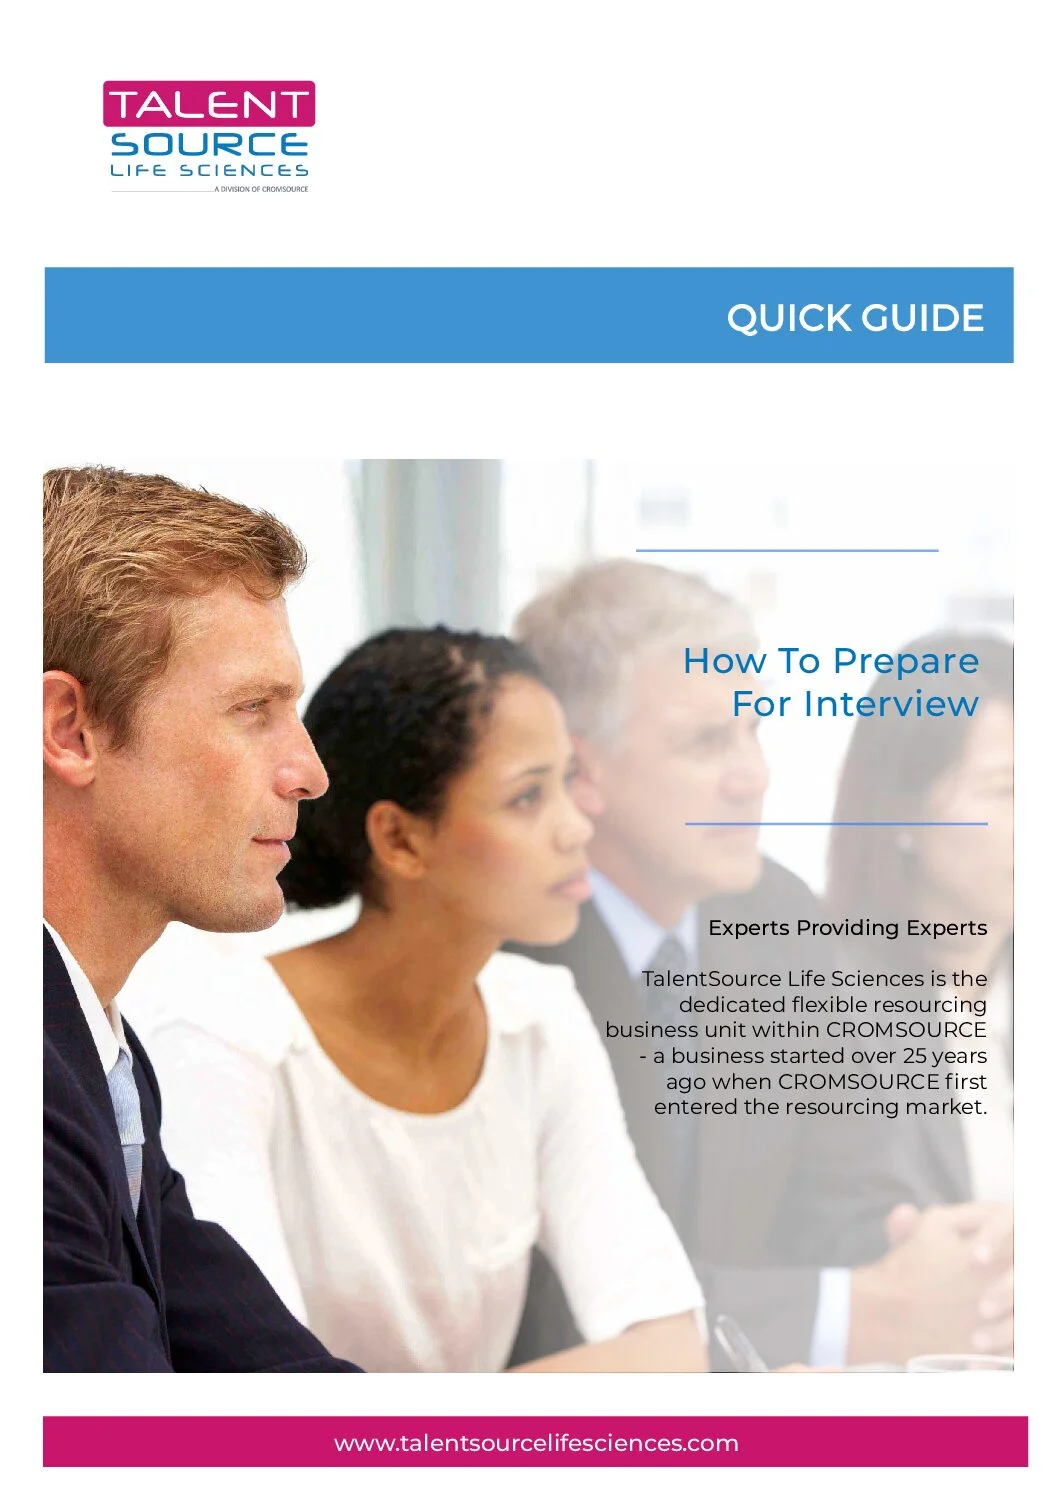 TALENT
SOURCE
LIFE SCIENCES
A DIVISION OF CROMSOURCE
QUICK GUIDE
How To Prepare
For Interview
Experts Providing Experts
TalentSource Life Sciences is the
dedicated flexible resourcing
business unit within CROMSOURCE
- a business started over 25 years
ago when CROMSOURCE first
entered the resourcing market.
www.talentsourcelifesciences.com